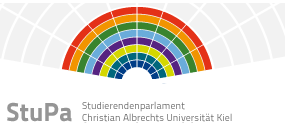 StuPa Studierendenparlament
Christian Albrechts Universität Kiel